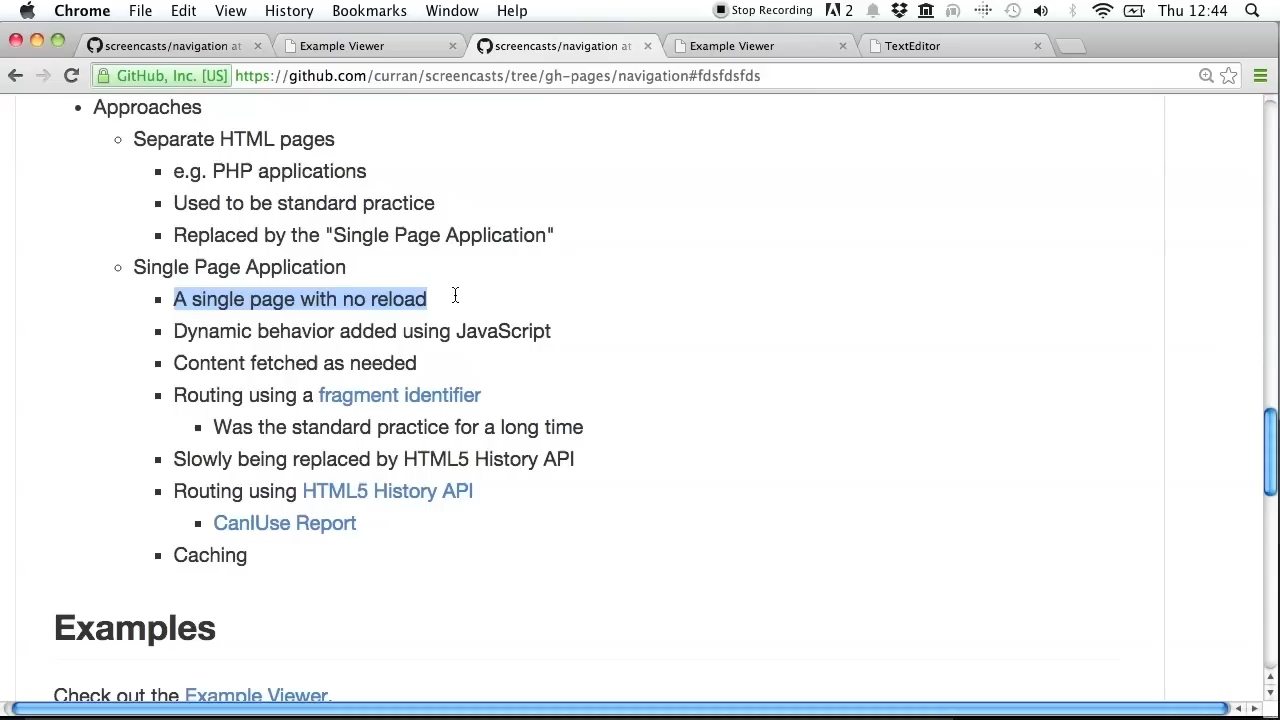 Chrome File Edit View History Bookmarks Window Help Stop Recording 2 Thu 12:44
screencasts/navigation at Example Viewer screencasts/navigation at Example Viewer TextEditor
GitHub, Inc. [US] https://github.com/curran/screencasts/tree/gh-pages/navigation#fdsfdsfds
Approaches
Separate HTML pages
e.g. PHP applications
Used to be standard practice
Replaced by the "Single Page Application"
Single Page Application
A single page with no reload
Dynamic behavior added using JavaScript
Content fetched as needed
Routing using a fragment identifier
Was the standard practice for a long time
Slowly being replaced by HTML5 History API
Routing using HTML5 History API
CanIUse Report
Caching
Examples
Check out the Example Viewer.